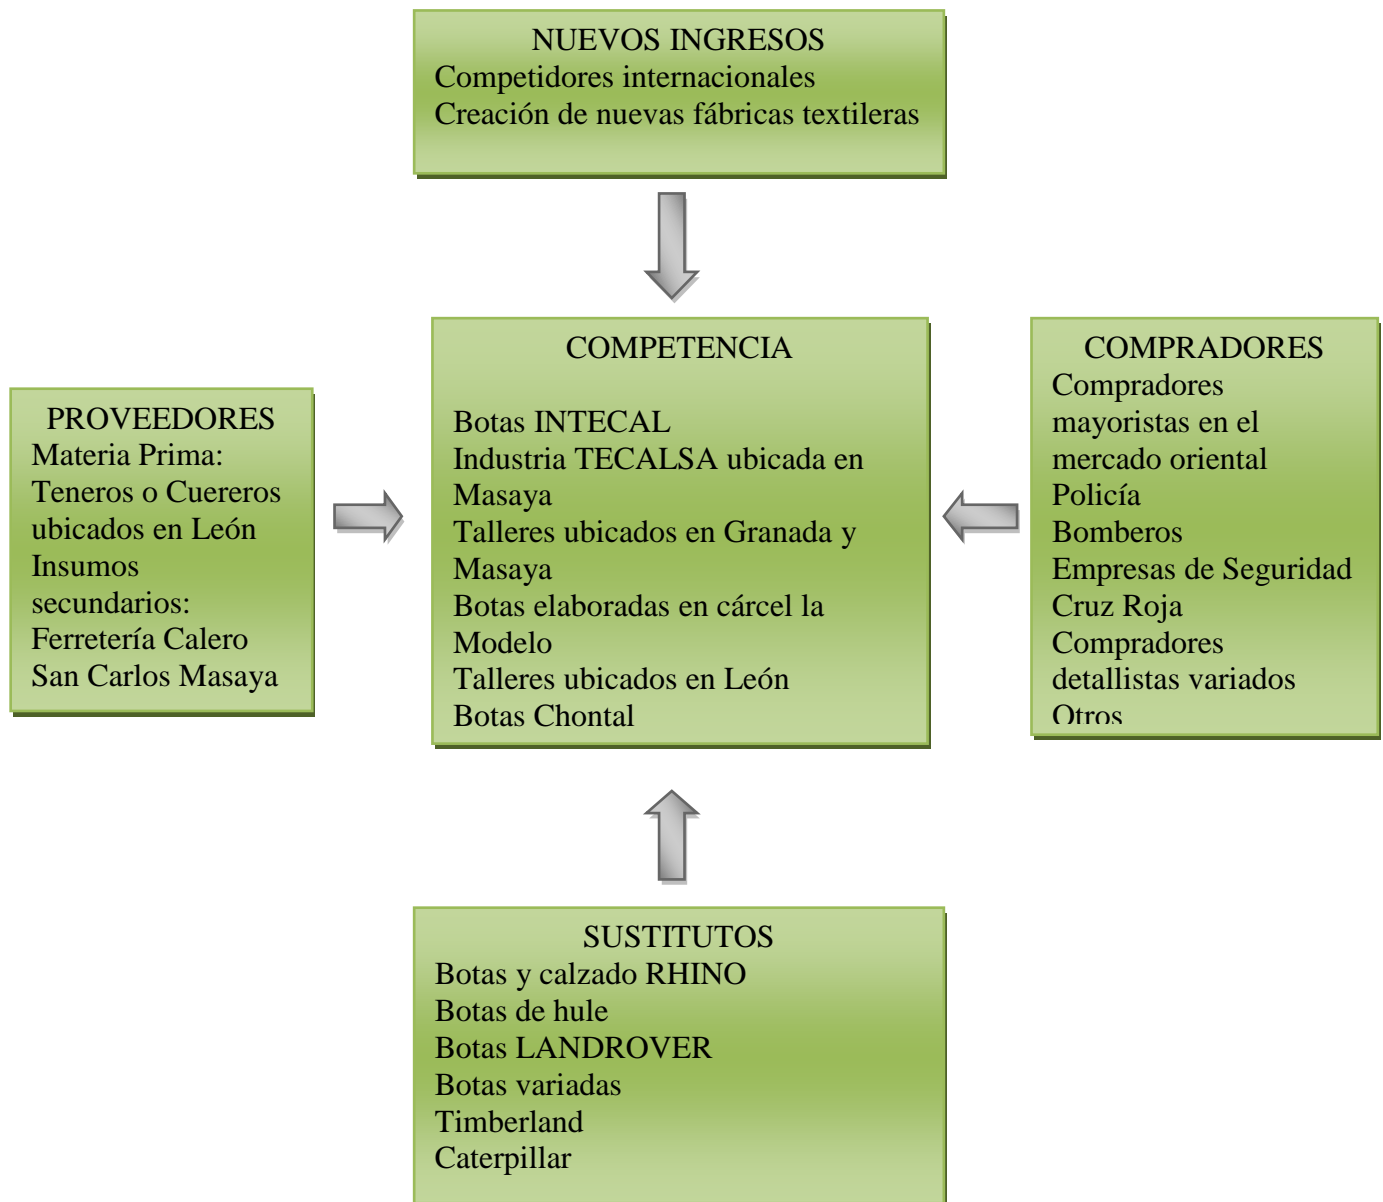 NUEVOS INGRESOS
Competidores internacionales
Creación de nuevas fábricas textileras
PROVEEDORES
Materia Prima:
Teneros o Cuereros
ubicados en León
Insumos
secundarios:
Ferretería Calero
San Carlos Masaya
COMPETENCIA
Botas INTECAL
Industria TECALSA ubicada en
Masaya
Talleres ubicados en Granada y
Masaya
Botas elaboradas en cárcel la
Modelo
Talleres ubicados en León
Botas Chontal
COMPRADORES
Compradores
mayoristas en el
mercado oriental
Policía
Bomberos
Empresas de Seguridad
Cruz Roja
Compradores
detallistas variados
Otros
SUSTITUTOS
Botas y calzado RHINO
Botas de hule
Botas LANDROVER
Botas variadas
Timberland
Caterpillar